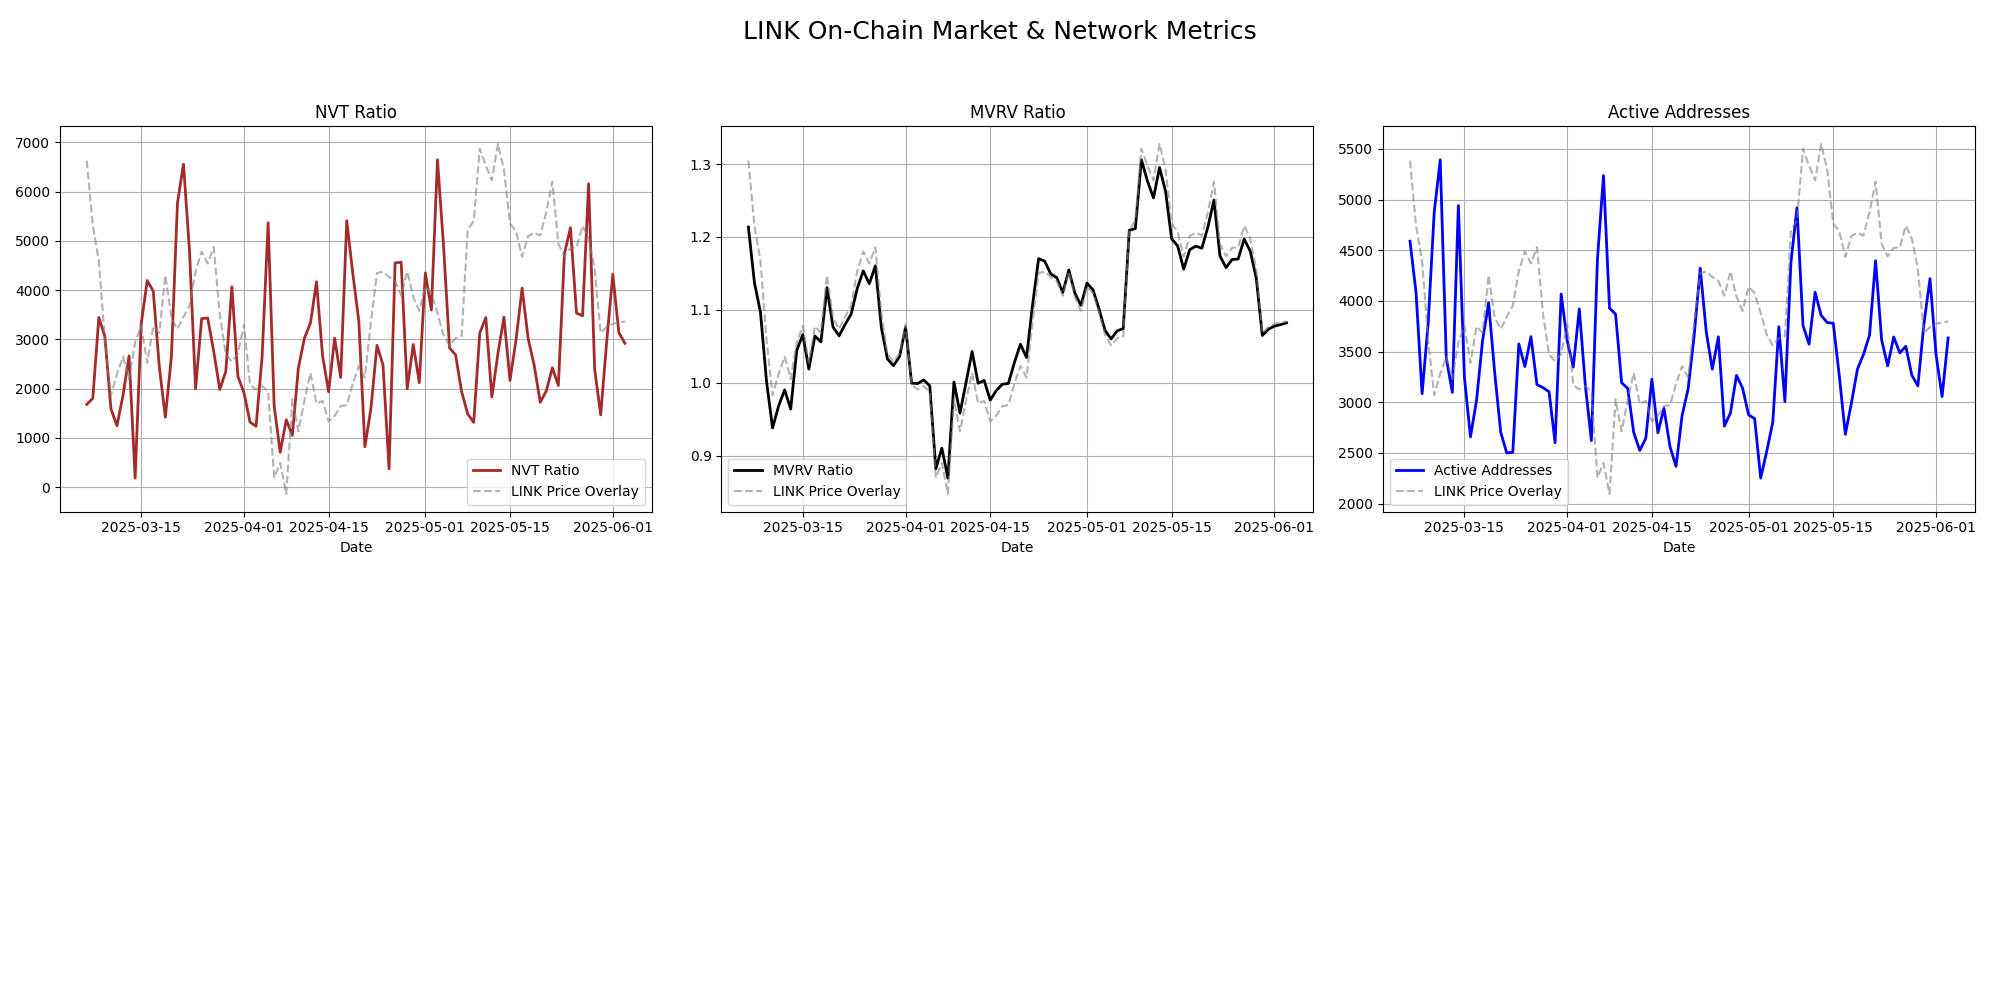 LINK On-Chain Market & Network Metrics
NVT Ratio
7000
6000
5000
4000
3000
2000
1000
0
NVT Ratio
LINK Price Overlay
2025-03-15 2025-04-01 2025-04-15 2025-05-01 2025-05-15 2025-06-01
Date
MVRV Ratio
1.3
1.2
1.1
1.0
0.9
MVRV Ratio
LINK Price Overlay
2025-03-15 2025-04-01 2025-04-15 2025-05-01 2025-05-15 2025-06-01
Date
Active Addresses
5500
5000
4500
4000
3500
3000
2500
2000
Active Addresses
LINK Price Overlay
2025-03-15 2025-04-01 2025-04-15 2025-05-01 2025-05-15 2025-06-01
Date